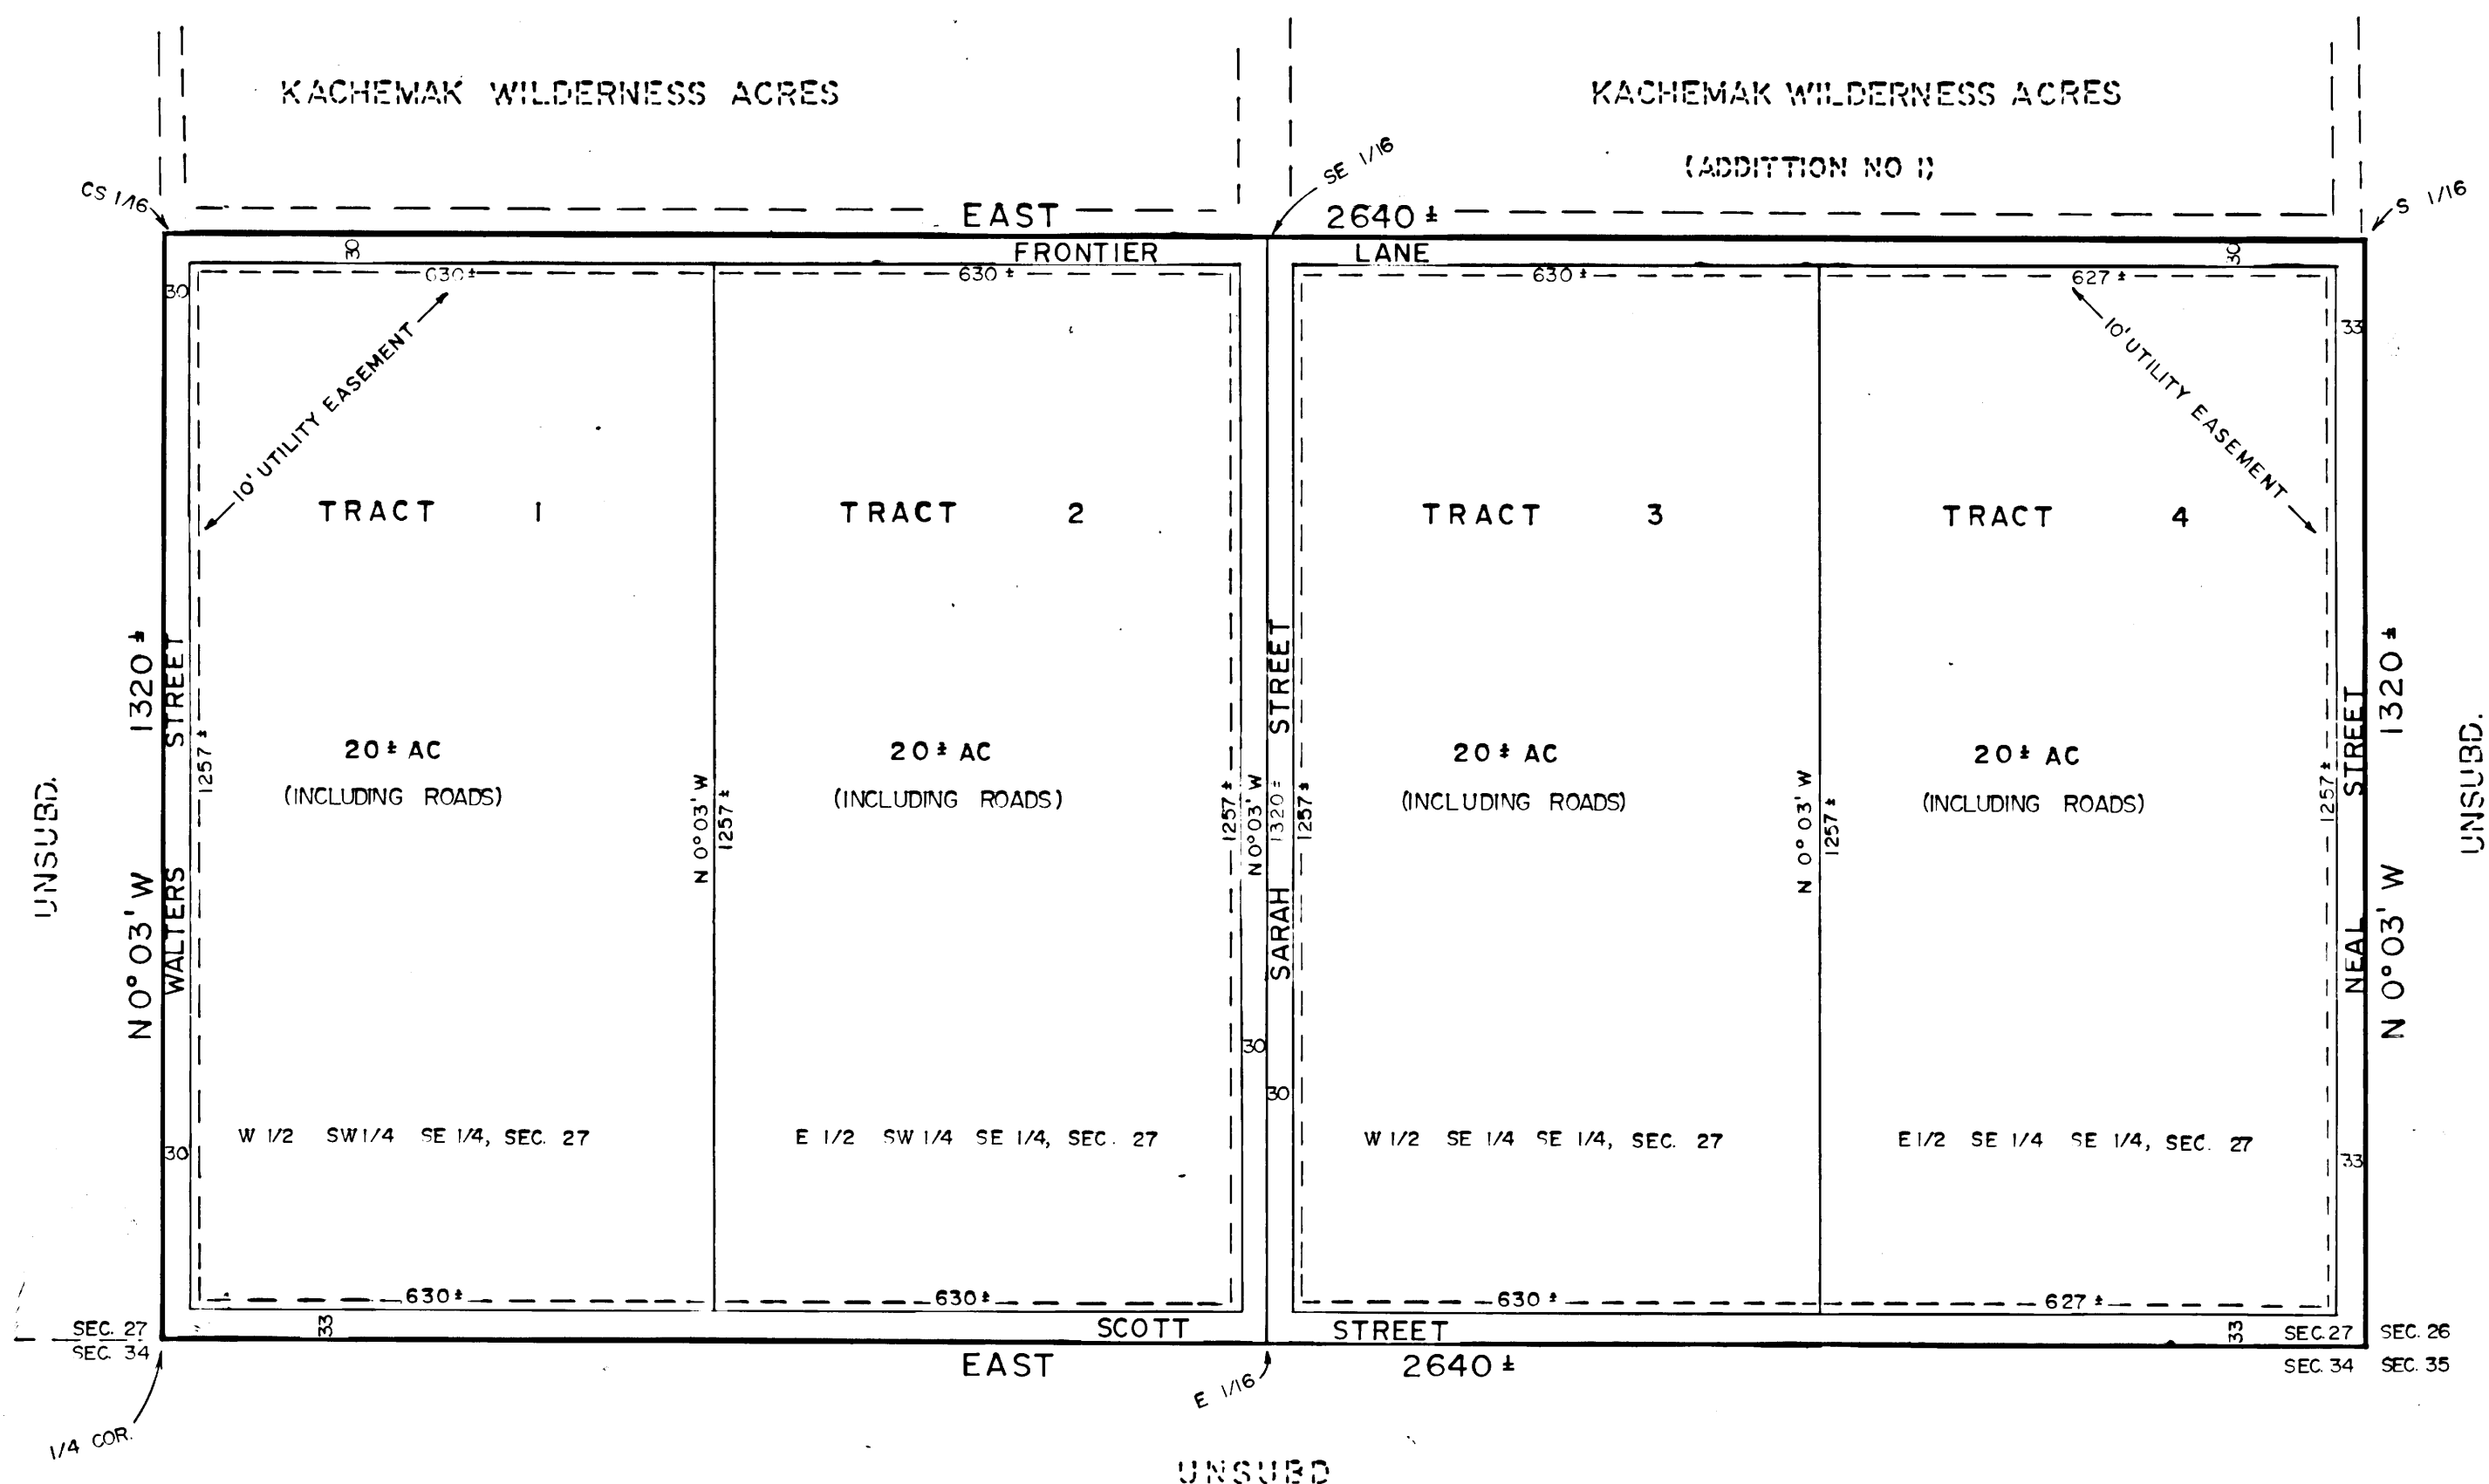 KACHEMAK WILDERNESS ACRES
KACHEMAK WILDERNESS ACRES
(ADDITTION NO 1)
CS 1/16
SE 1/16
S 1/16
EAST 2640 ±
FRONTIER LANE
30
30
630 ±
630 ±
630 ±
627 ±
30
33
10' UTILITY EASEMENT
10' UTILITY EASEMENT
TRACT 1
TRACT 2
TRACT 3
TRACT 4
20 ± AC
(INCLUDING ROADS)
20 ± AC
(INCLUDING ROADS)
20 ± AC
(INCLUDING ROADS)
20 ± AC
(INCLUDING ROADS)
UNSUBD.
N 0° 03' W 1320 ±
WALTERS STREET
1257 ±
N 0° 03' W
1257 ±
1257 ±
N 0° 03' W
1320 ±
SARAH STREET
1257 ±
N 0° 03' W
1257 ±
1257 ±
NEAL STREET
N 0° 03' W 1320 ±
UNSUBD.
30
30
30
33
W 1/2 SW 1/4 SE 1/4, SEC. 27
E 1/2 SW 1/4 SE 1/4, SEC. 27
W 1/2 SE 1/4 SE 1/4, SEC. 27
E 1/2 SE 1/4 SE 1/4, SEC. 27
630 ±
630 ±
630 ±
627 ±
33
33
SCOTT STREET
SEC. 27
SEC. 34
SEC. 27
SEC. 26
SEC. 34
SEC. 35
EAST 2640 ±
E 1/16
1/4 COR.
UNSUBD